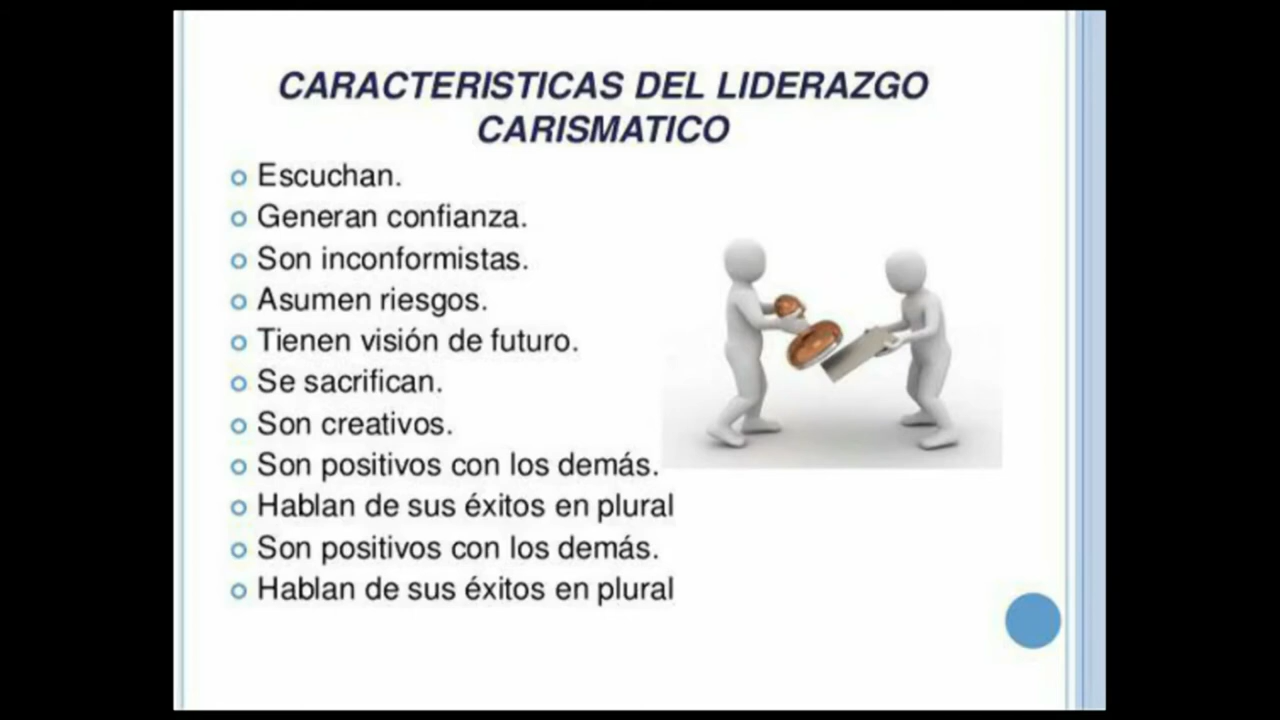 CARACTERISTICAS DEL LIDERAZGO
CARISMATICO
Escuchan.
Generan confianza.
Son inconformistas.
Asumen riesgos.
Tienen visión de futuro.
Se sacrifican.
Son creativos.
Son positivos con los demás.
Hablan de sus éxitos en plural
Son positivos con los demás.
Hablan de sus éxitos en plural